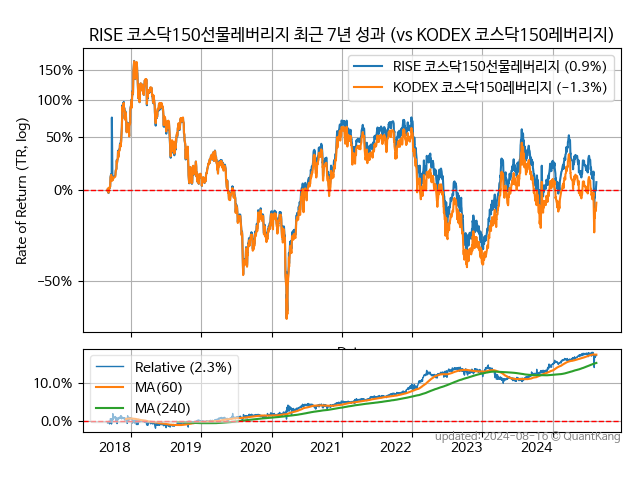 RISE 코스닥150선물레버리지 최근 7년 성과 (vs KODEX 코스닥150레버리지)
RISE 코스닥150선물레버리지 (0.9%)
KODEX 코스닥150레버리지 (−1.3%)
Rate of Return (TR, log)
150%
100%
50%
0%
−50%
Relative (2.3%)
MA(60)
MA(240)
10.0%
0.0%
2018 2019 2020 2021 2022 2023 2024
updated: 2024-08-16 © QuantKang